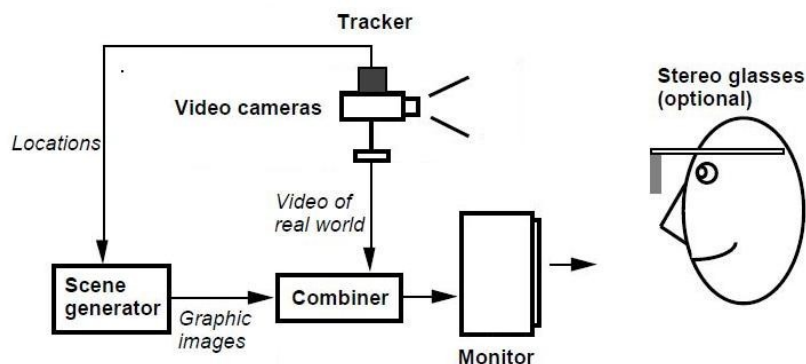 Tracker
Stereo glasses
(optional)
Video cameras
Locations
Video of
real world
Scene
generator
Combiner
Graphic
images
Monitor